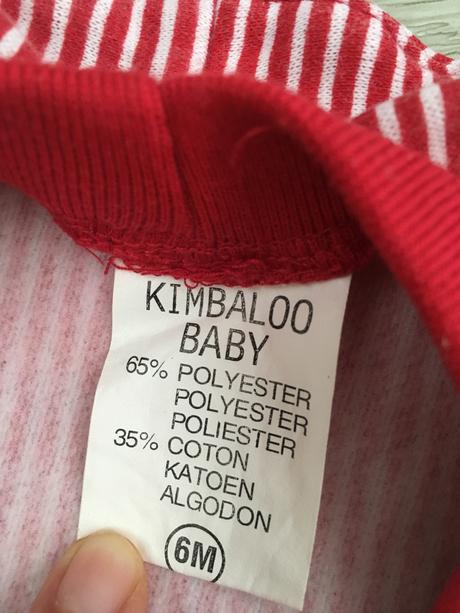 KIMBALOO
BABY
65% POLYESTER
POLYESTER
POLIESTER
35% COTON
KATOEN
ALGODON
6M